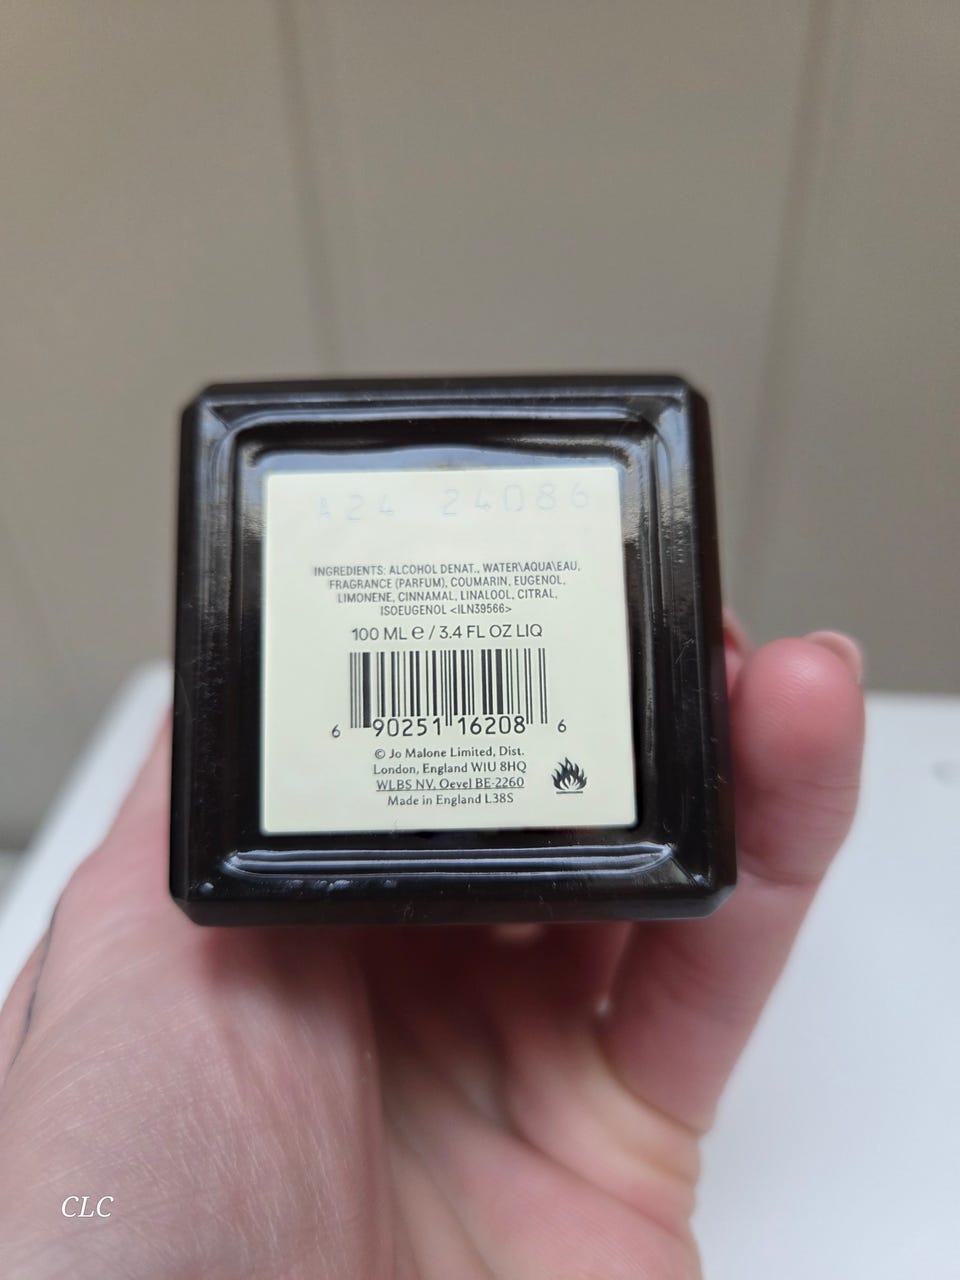 A24 24D86
INGREDIENTS: ALCOHOL DENAT., WATER\AQUA\EAU,
FRAGRANCE (PARFUM), COUMARIN, EUGENOL,
LIMONENE, CINNAMAL, LINALOOL, CITRAL,
ISOEUGENOL <ILN39566>
100 ML e / 3.4 FL OZ LIQ
6 90251 16208 6
© Jo Malone Limited, Dist.
London, England W1U 8HQ
WLBS NV, Oevel BE-2260
Made in England L38S
CLC